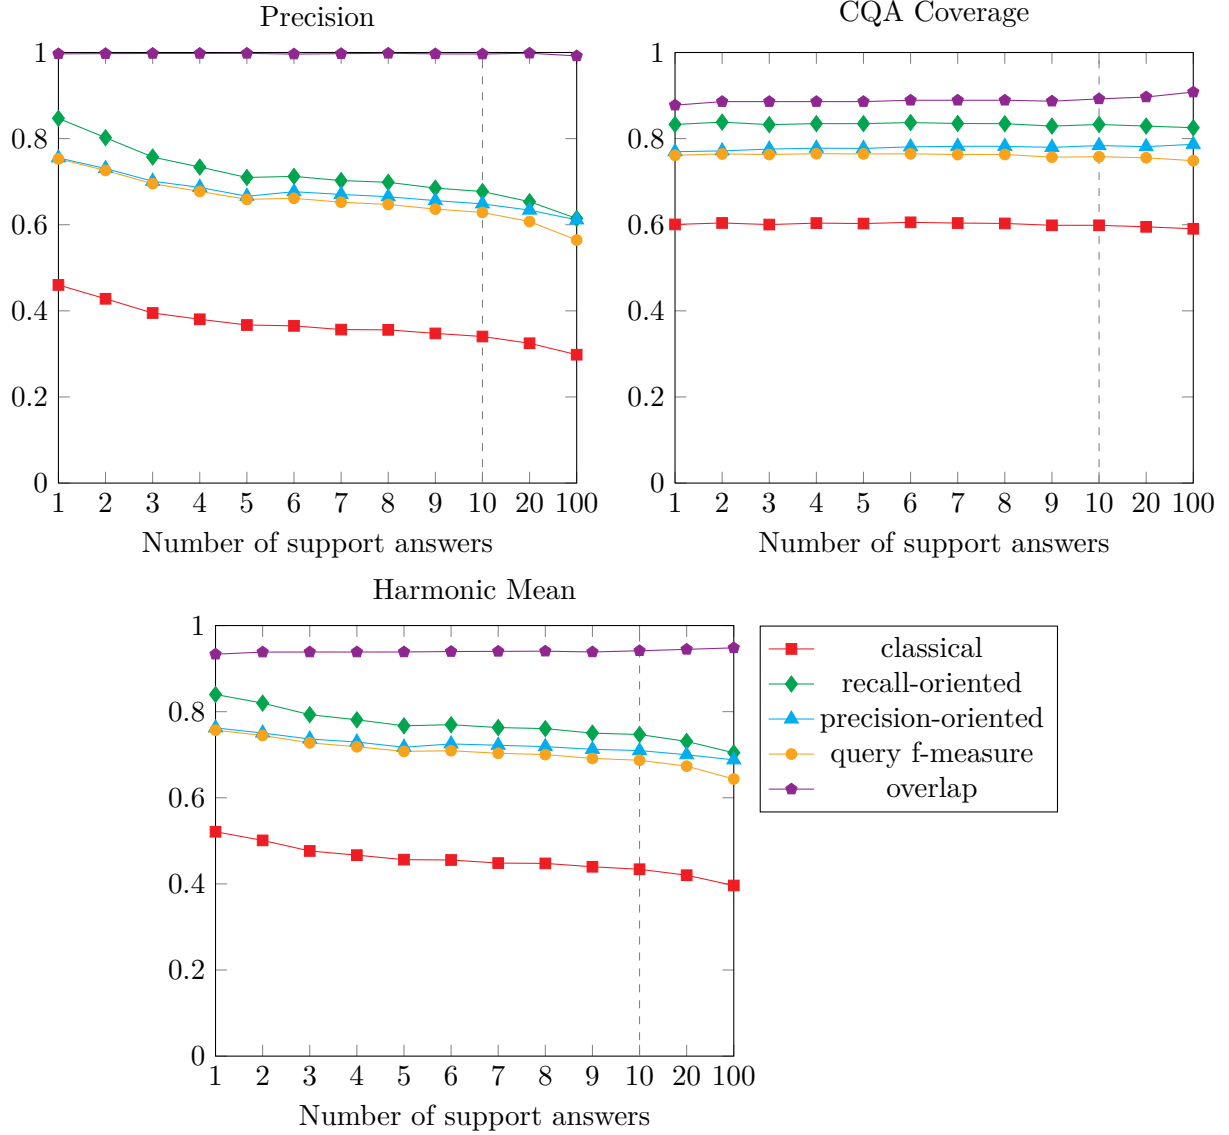 Precision
1
0.8
0.6
0.4
0.2
0
1 2 3 4 5 6 7 8 9 10 20 100
Number of support answers
CQA Coverage
1
0.8
0.6
0.4
0.2
0
1 2 3 4 5 6 7 8 9 10 20 100
Number of support answers
Harmonic Mean
1
0.8
0.6
0.4
0.2
0
1 2 3 4 5 6 7 8 9 10 20 100
Number of support answers
classical
recall-oriented
precision-oriented
query f-measure
overlap